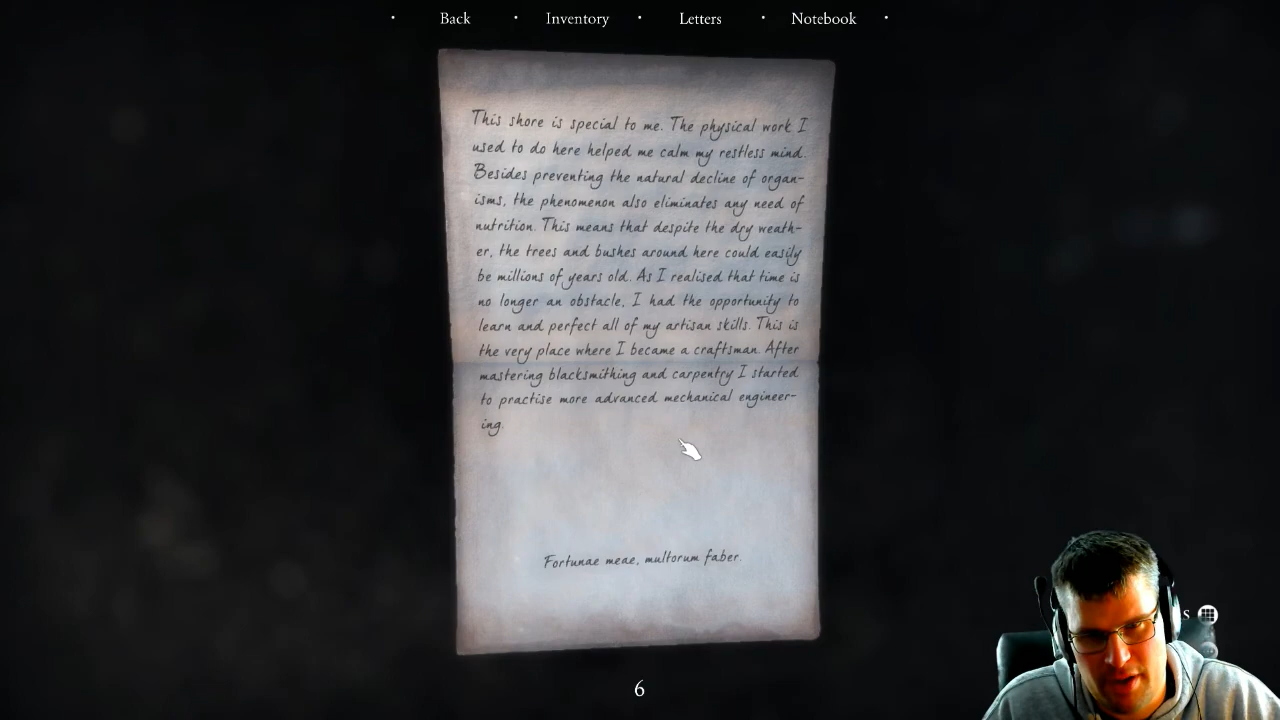 Back
Inventory
Letters
Notebook
This shore is special to me. The physical work I
used to do here helped me calm my restless mind.
Besides preventing the natural decline of organ-
isms, the phenomenon also eliminates any need of
nutrition. This means that despite the dry weath-
er, the trees and bushes around here could easily
be millions of years old. As I realised that time is
no longer an obstacle, I had the opportunity to
learn and perfect all of my artisan skills. This is
the very place where I became a craftsman. After
mastering blacksmithing and carpentry I started
to practise more advanced mechanical engineer-
ing.
Fortunae meae, multorum faber.
6